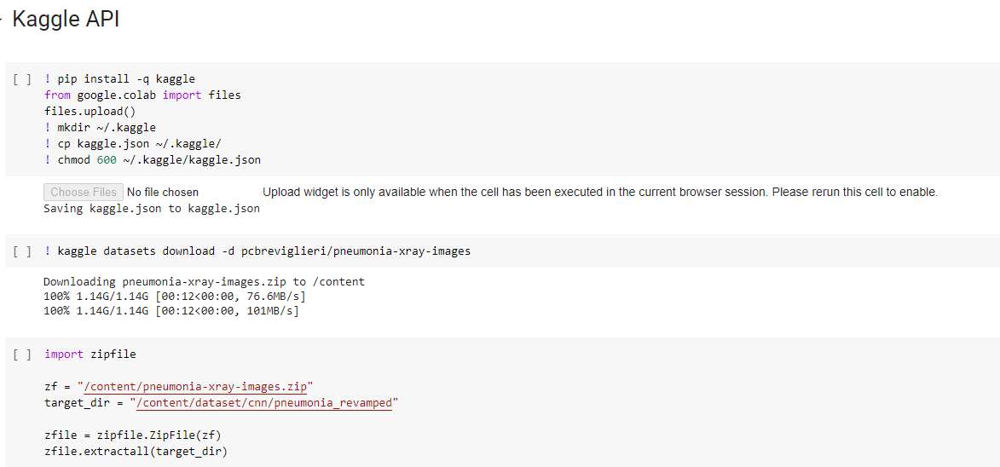 Kaggle API
[ ] ! pip install -q kaggle
from google.colab import files
files.upload()
! mkdir ~/.kaggle
! cp kaggle.json ~/.kaggle/
! chmod 600 ~/.kaggle/kaggle.json
Choose Files No file chosen Upload widget is only available when the cell has been executed in the current browser session. Please rerun this cell to enable.
Saving kaggle.json to kaggle.json
[ ] ! kaggle datasets download -d pcbreviglieri/pneumonia-xray-images
Downloading pneumonia-xray-images.zip to /content
100% 1.14G/1.14G [00:12<00:00, 76.6MB/s]
100% 1.14G/1.14G [00:12<00:00, 101MB/s]
[ ] import zipfile
zf = "/content/pneumonia-xray-images.zip"
target_dir = "/content/dataset/cnn/pneumonia_revamped"
zfile = zipfile.ZipFile(zf)
zfile.extractall(target_dir)